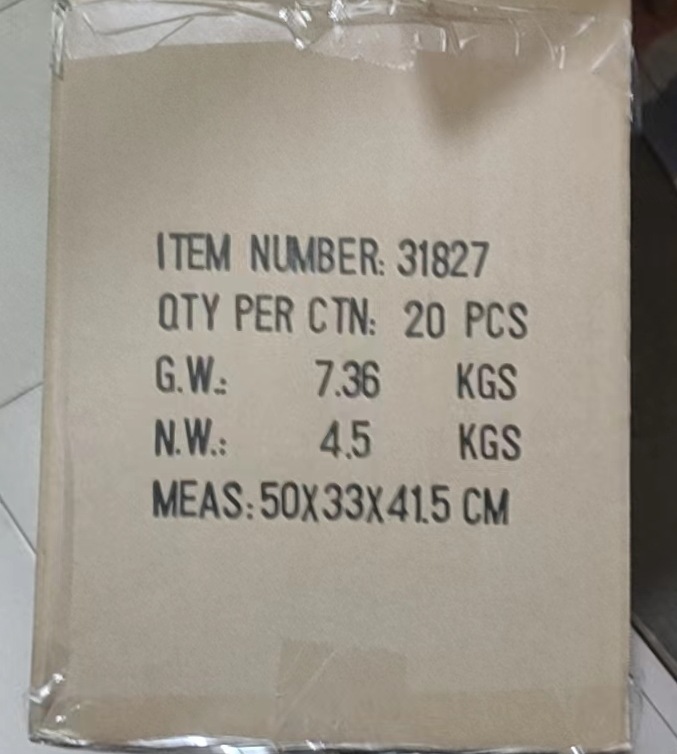 ITEM NUMBER: 31827
QTY PER CTN: 20 PCS
G.W.: 7.36 KGS
N.W.: 4.5 KGS
MEAS: 50X33X41.5 CM